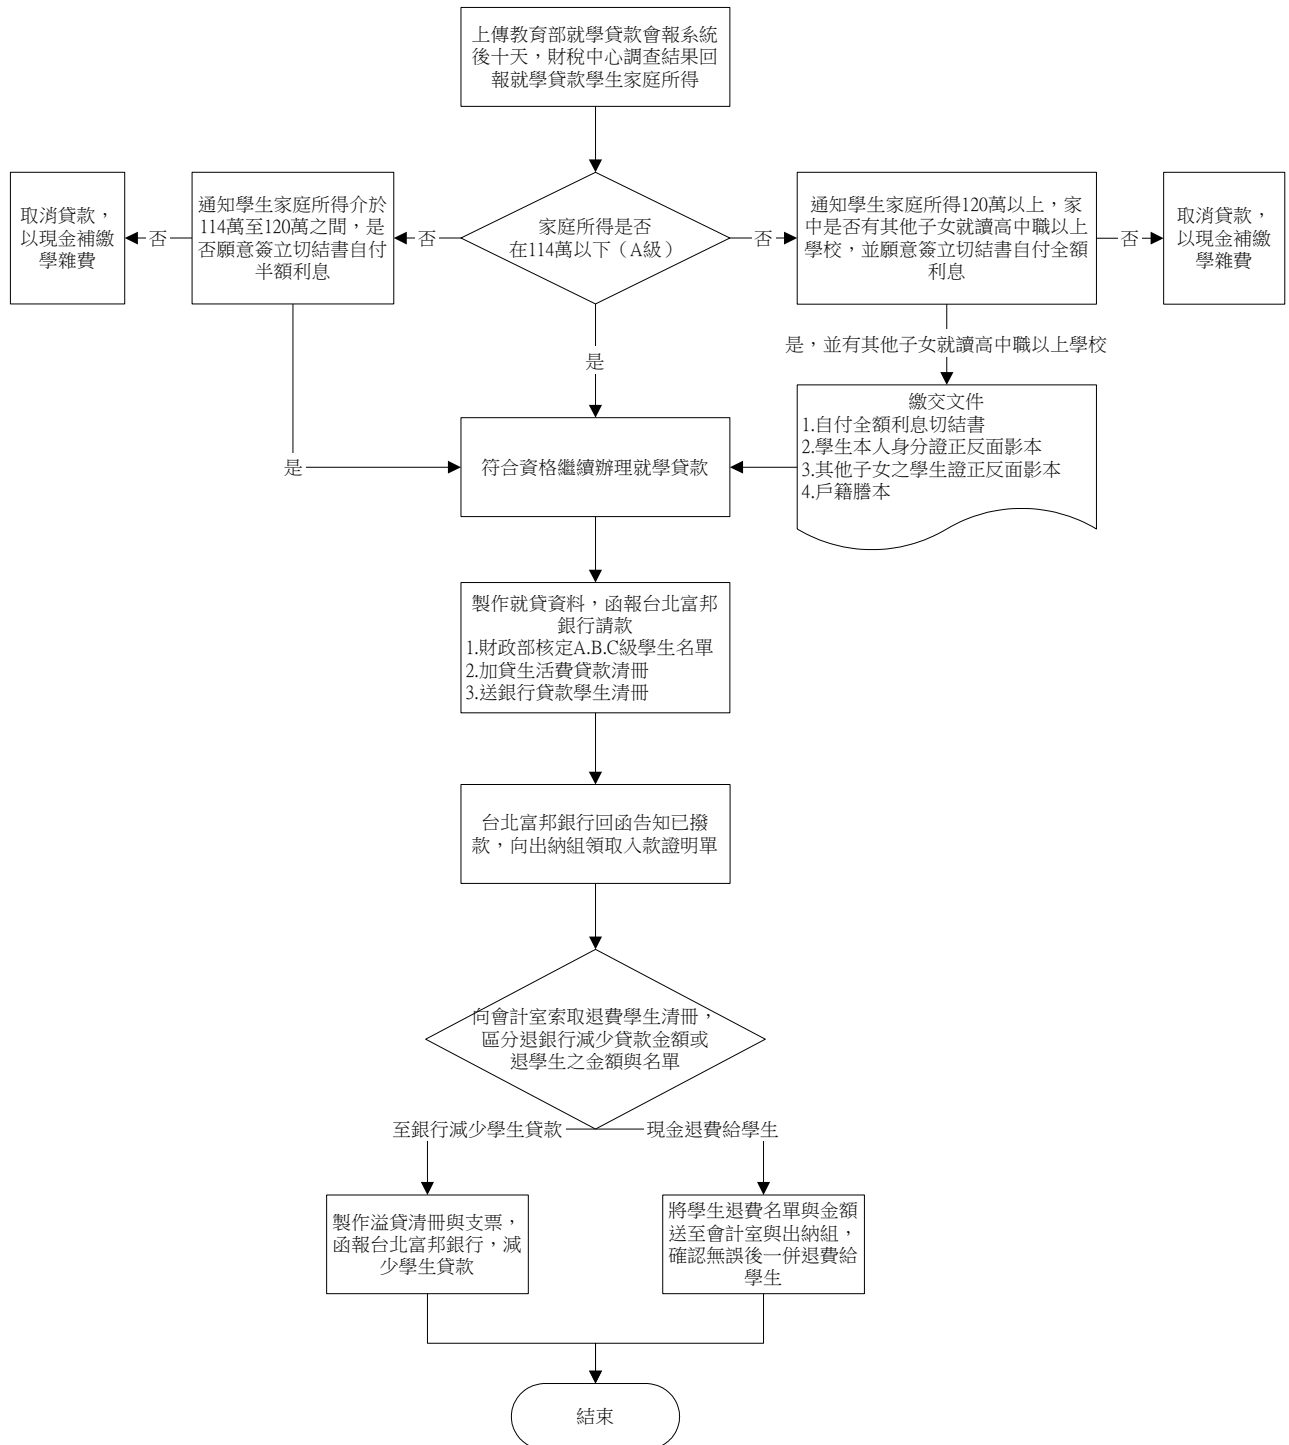 上傳教育部就學貸款會報系統
後十天，財稅中心調查結果回
報就學貸款學生家庭所得
取消貸款，
以現金補繳
學雜費
否
通知學生家庭所得介於
114萬至120萬之間，是
否願意簽立切結書自付
半額利息
否
家庭所得是否
在114萬以下（A級）
否
通知學生家庭所得120萬以上，家
中是否有其他子女就讀高中職以上
學校，並願意簽立切結書自付全額
利息
否
取消貸款，
以現金補繳
學雜費
是
是，並有其他子女就讀高中職以上學校
繳交文件
1.自付全額利息切結書
2.學生本人身分證正反面影本
3.其他子女之學生證正反面影本
4.戶籍謄本
是
符合資格繼續辦理就學貸款
製作就貸資料，函報台北富邦
銀行請款
1.財政部核定A.B.C級學生名單
2.加貸生活費貸款清冊
3.送銀行貸款學生清冊
台北富邦銀行回函告知已撥
款，向出納組領取入款證明單
向會計室索取退費學生清冊，
區分退銀行減少貸款金額或
退學生之金額與名單
至銀行減少學生貸款
現金退費給學生
製作溢貸清冊與支票，
函報台北富邦銀行，減
少學生貸款
將學生退費名單與金額
送至會計室與出納組，
確認無誤後一併退費給
學生
結束